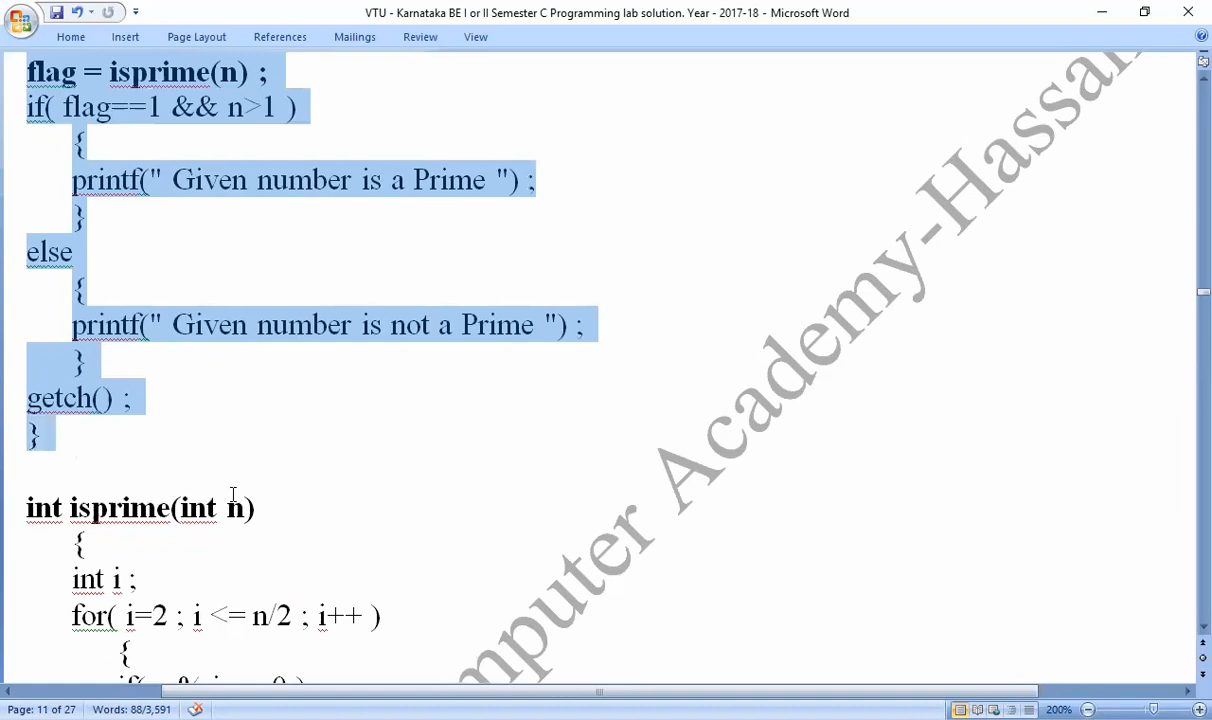 VTU - Karnataka BE I or II Semester C Programming lab solution. Year - 2017-18 - Microsoft Word
Home Insert Page Layout References Mailings Review View
flag = isprime(n) ;
if( flag==1 && n>1 )
{
printf(" Given number is a Prime ") ;
}
else
{
printf(" Given number is not a Prime ") ;
}
getch() ;
}
int isprime(int n)
{
int i ;
for( i=2 ; i <= n/2 ; i++ )
{
mputer Academy-Hassan
Page: 11 of 27 Words: 88/3,591 200%